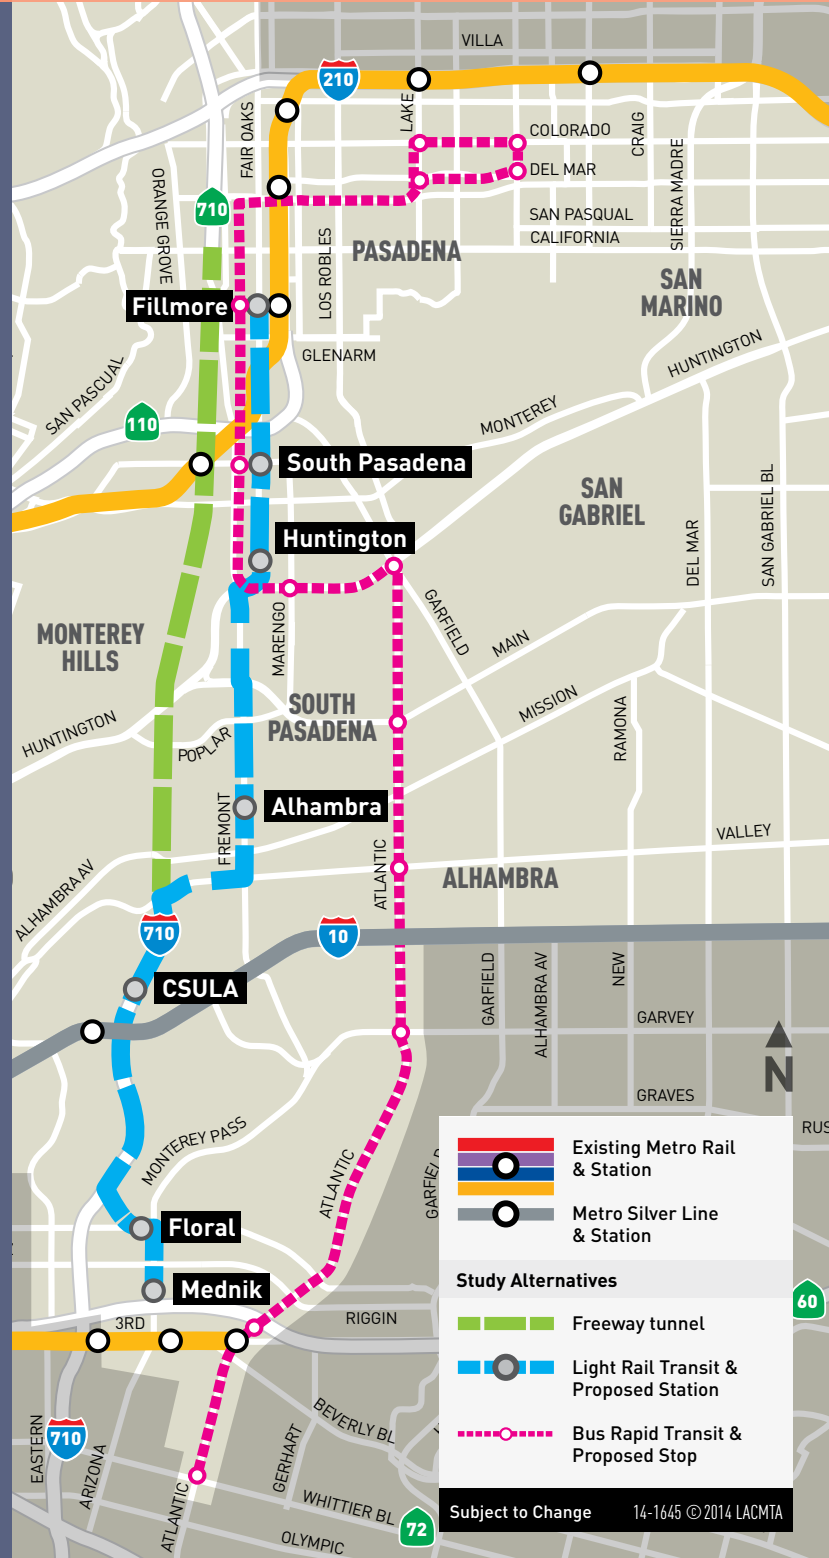 VILLA
210
LAKE
FAIR OAKS
COLORADO
CRAIG
DEL MAR
SIERRA MADRE
ORANGE GROVE
710
SAN PASQUAL
CALIFORNIA
PASADENA
LOS ROBLES
SAN
MARINO
Fillmore
GLENARM
HUNTINGTON
SAN PASCUAL
110
MONTEREY
South Pasadena
SAN
GABRIEL
SAN GABRIEL BL
DEL MAR
Huntington
GARFIELD
MARENGO
MONTEREY
HILLS
MAIN
MISSION
SOUTH
PASADENA
RAMONA
HUNTINGTON
POPLAR
Alhambra
FREMONT
VALLEY
ATLANTIC
ALHAMBRA
ALHAMBRA AV
710
10
GARFIELD
ALHAMBRA AV
NEW
CSULA
GARVEY
N
GRAVES
RUS
MONTEREY PASS
ATLANTIC
GARFIEL
Existing Metro Rail
& Station
Metro Silver Line
& Station
Study Alternatives
Freeway tunnel
Light Rail Transit &
Proposed Station
Bus Rapid Transit &
Proposed Stop
Subject to Change 14-1645 ©2014 LACMTA
Floral
Mednik
60
3RD
RIGGIN
EASTERN
710
ARIZONA
BEVERLY BL
GERHART
ATLANTIC
WHITTIER BL
72
OLYMPIC